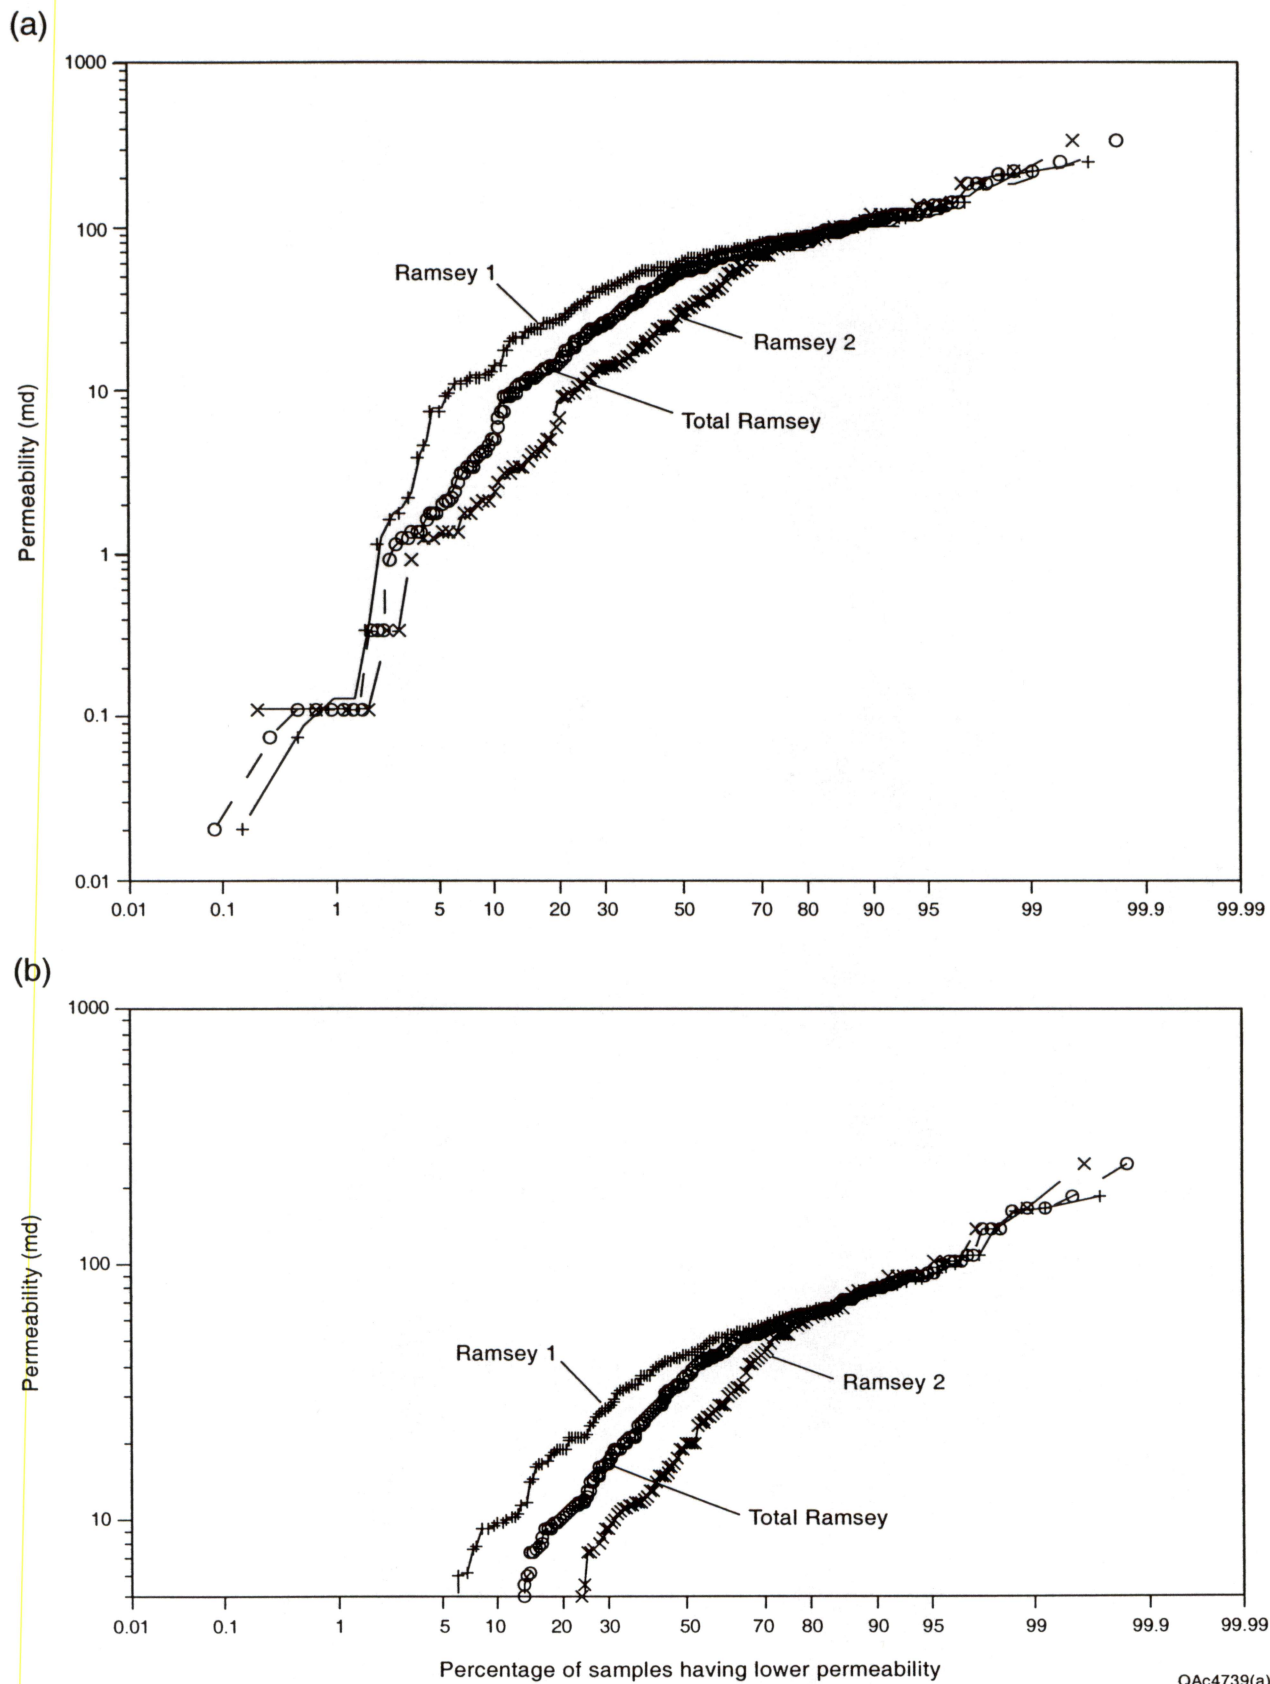 (a)
1000
100
10
1
0.1
0.01
Permeability (md)
Ramsey 1
Ramsey 2
Total Ramsey
0.01 0.1 1 5 10 20 30 50 70 80 90 95 99 99.9 99.99
(b)
1000
100
10
Permeability (md)
Ramsey 1
Ramsey 2
Total Ramsey
0.01 0.1 1 5 10 20 30 50 70 80 90 95 99 99.9 99.99
Percentage of samples having lower permeability
QAc4739(a)